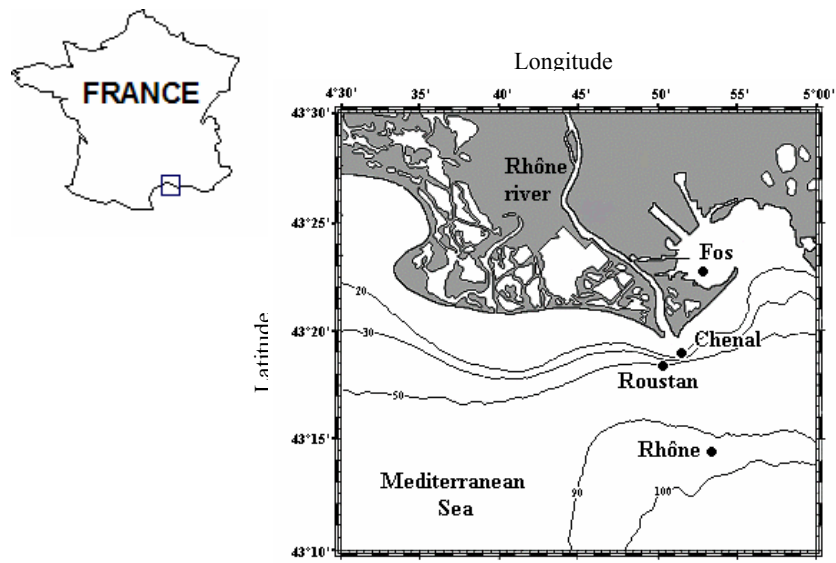 FRANCE
Longitude
4°30' 35' 40' 45' 50' 55' 5°00'
43°30'
43°25'
43°20'
43°15'
43°10'
Latitude
Rhône
river
Fos
20
30
Chenal
Roustan
50
Rhône
Mediterranean
Sea
90
100